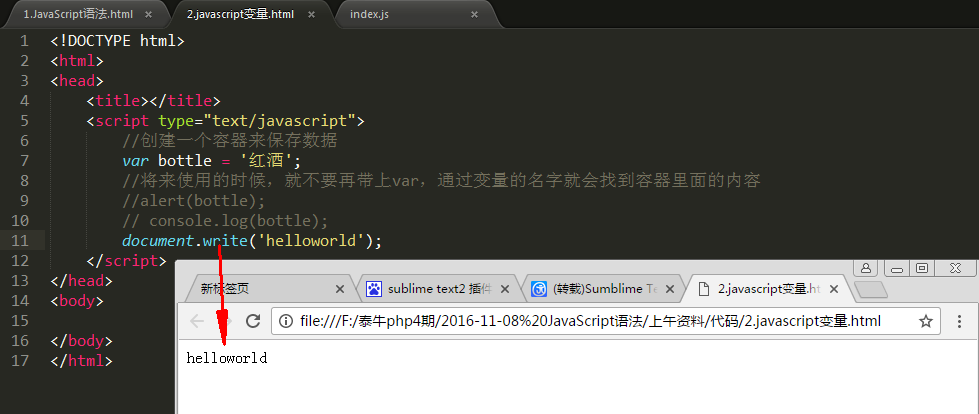 1.JavaScript语法.html
2.javascript变量.html
index.js
1 <!DOCTYPE html>
2 <html>
3 <head>
4 <title></title>
5 <script type="text/javascript">
6 //创建一个容器来保存数据
7 var bottle = '红酒';
8 //将来使用的时候，就不要再带上var，通过变量的名字就会找到容器里面的内容
9 //alert(bottle);
10 // console.log(bottle);
11 document.write('helloworld');
12 </script>
13 </head>
14 <body>
15
16 </body>
17 </html>
新标签页
sublime text2 插件
(转载)Sumblime Te
2.javascript变量.ht
file:///F:/泰牛php4期/2016-11-08%20JavaScript语法/上午资料/代码/2.javascript变量.html
helloworld